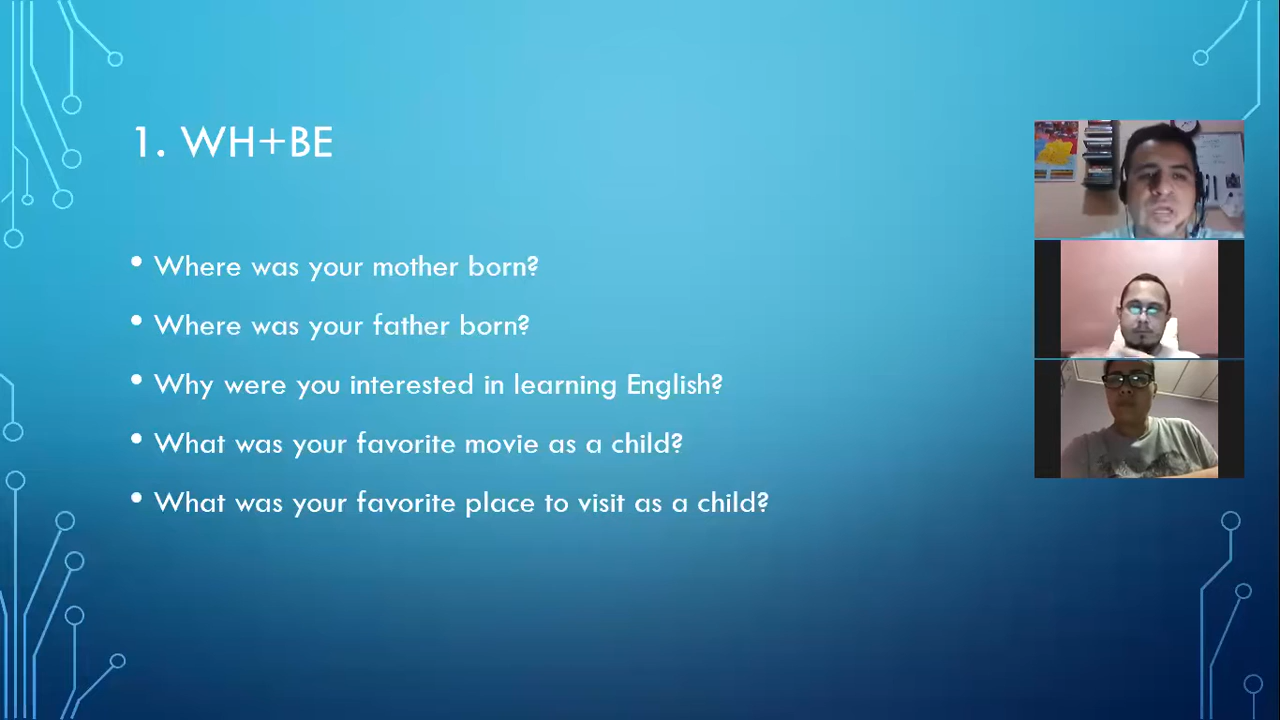 1. WH+BE
• Where was your mother born?
• Where was your father born?
• Why were you interested in learning English?
• What was your favorite movie as a child?
• What was your favorite place to visit as a child?